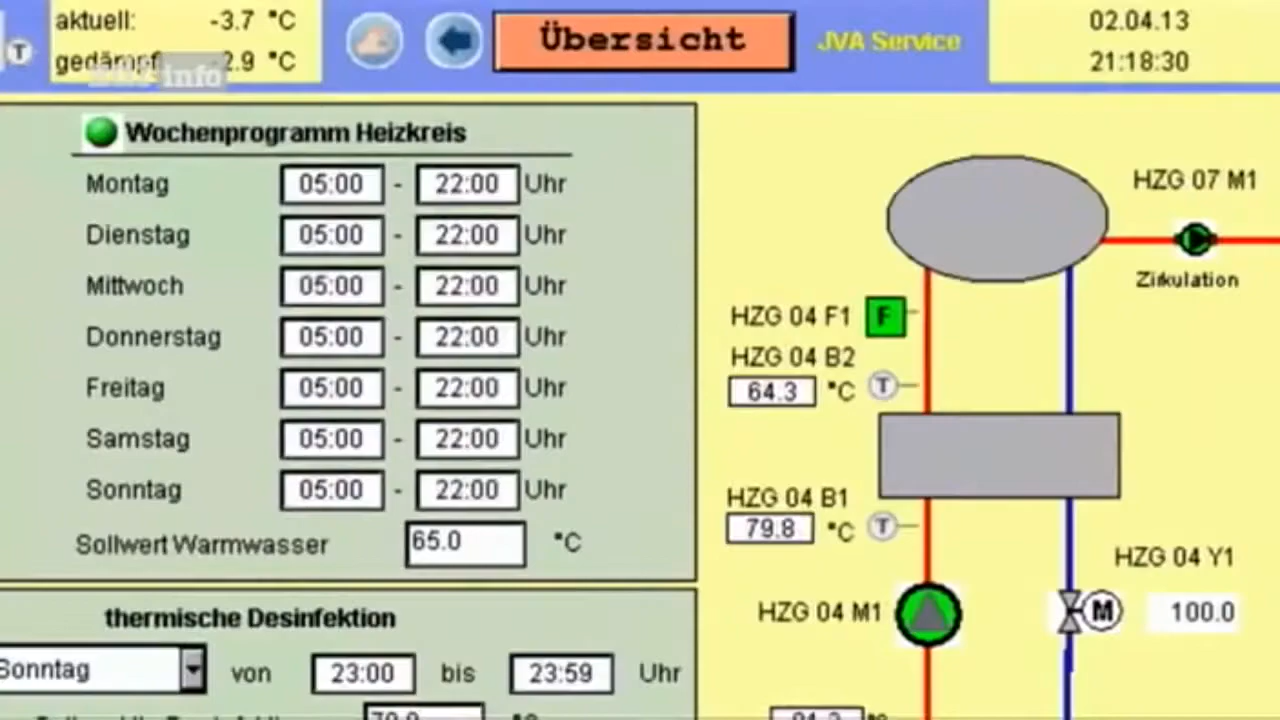 aktuell: -3.7 °C
gedämpft -2.9 °C
info
T
Übersicht
JVA Service
02.04.13
21:18:30
Wochenprogramm Heizkreis
Montag 05:00 - 22:00 Uhr
Dienstag 05:00 - 22:00 Uhr
Mittwoch 05:00 - 22:00 Uhr
Donnerstag 05:00 - 22:00 Uhr
Freitag 05:00 - 22:00 Uhr
Samstag 05:00 - 22:00 Uhr
Sonntag 05:00 - 22:00 Uhr
Sollwert Warmwasser 65.0 °C
thermische Desinfektion
Sonntag von 23:00 bis 23:59 Uhr
HZG 07 M1
Zirkulation
HZG 04 F1 F
HZG 04 B2
64.3 °C T
HZG 04 B1
79.8 °C T
HZG 04 Y1
HZG 04 M1
M 100.0